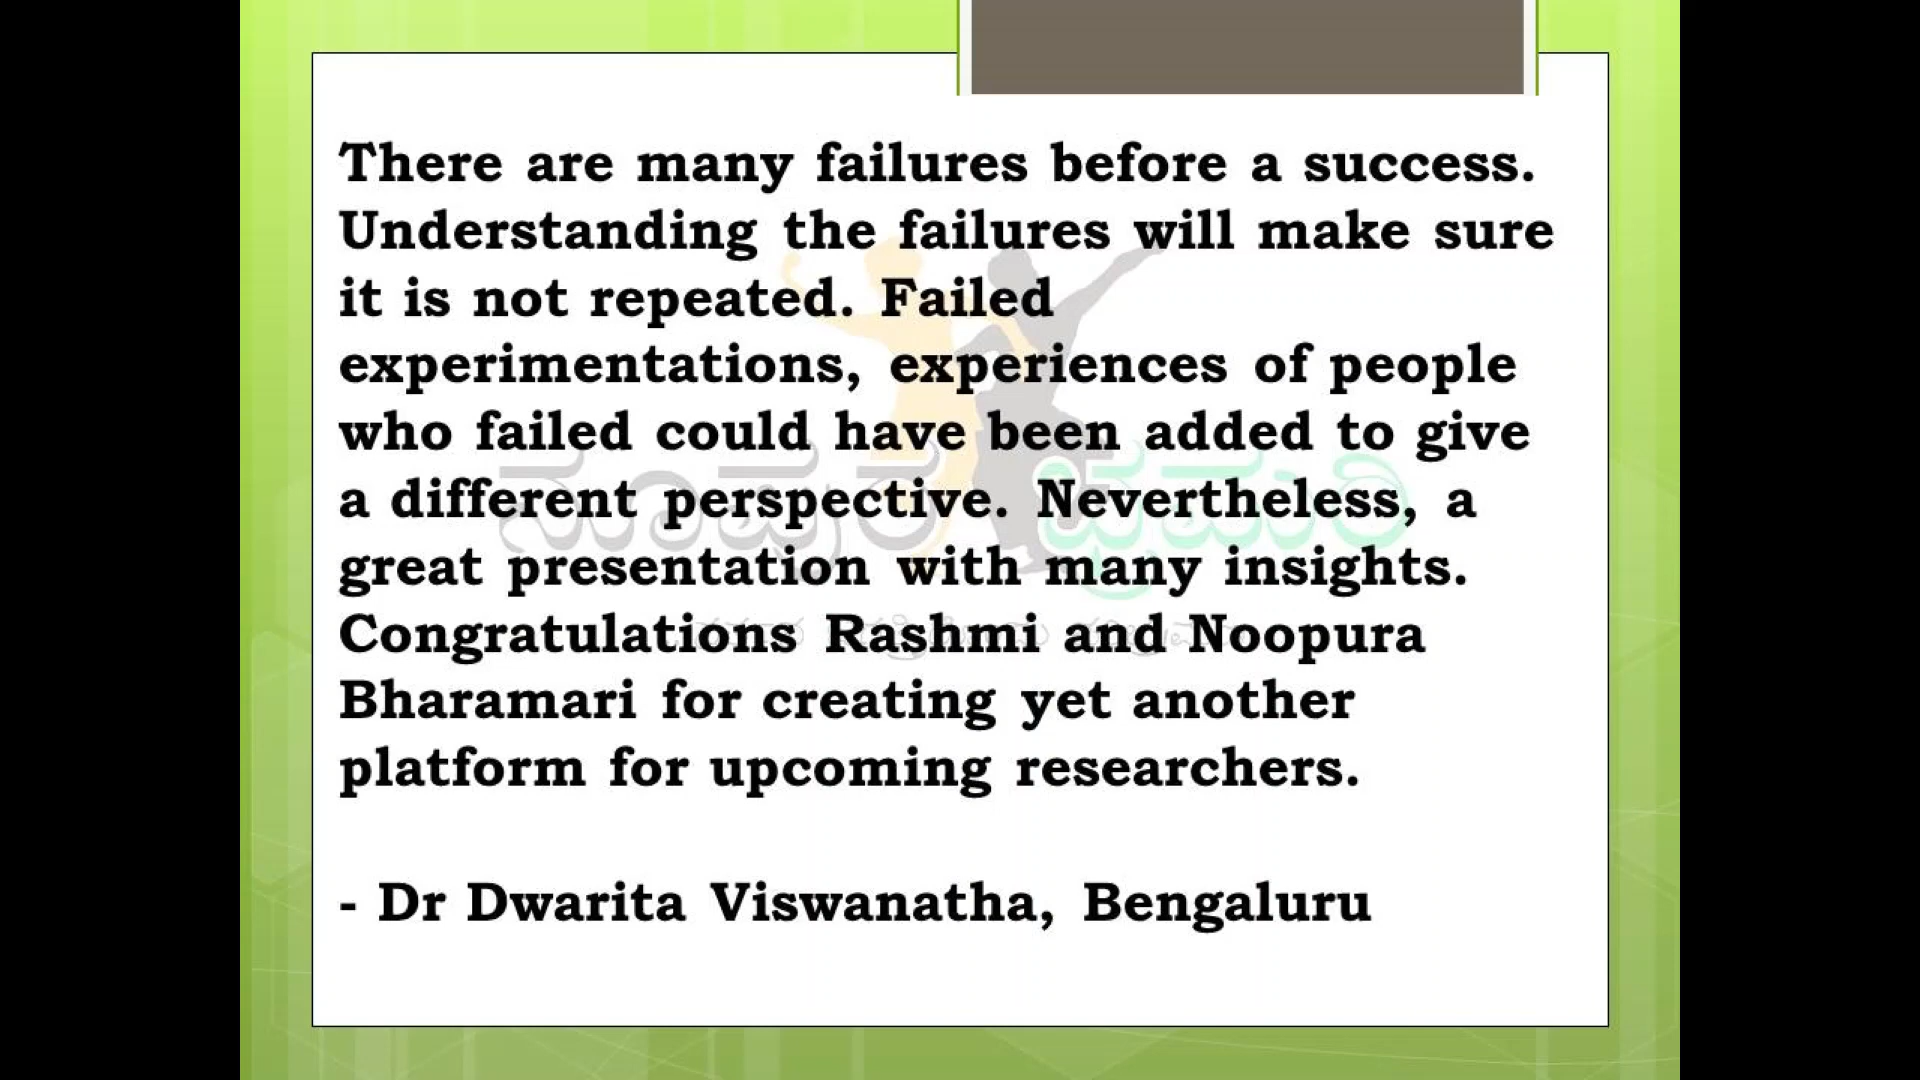 There are many failures before a success.
Understanding the failures will make sure
it is not repeated. Failed
experimentations, experiences of people
who failed could have been added to give
a different perspective. Nevertheless, a
great presentation with many insights.
Congratulations Rashmi and Noopura
Bharamari for creating yet another
platform for upcoming researchers.
- Dr Dwarita Viswanatha, Bengaluru
ನೂಪುರ ಭ್ರಮರಿ